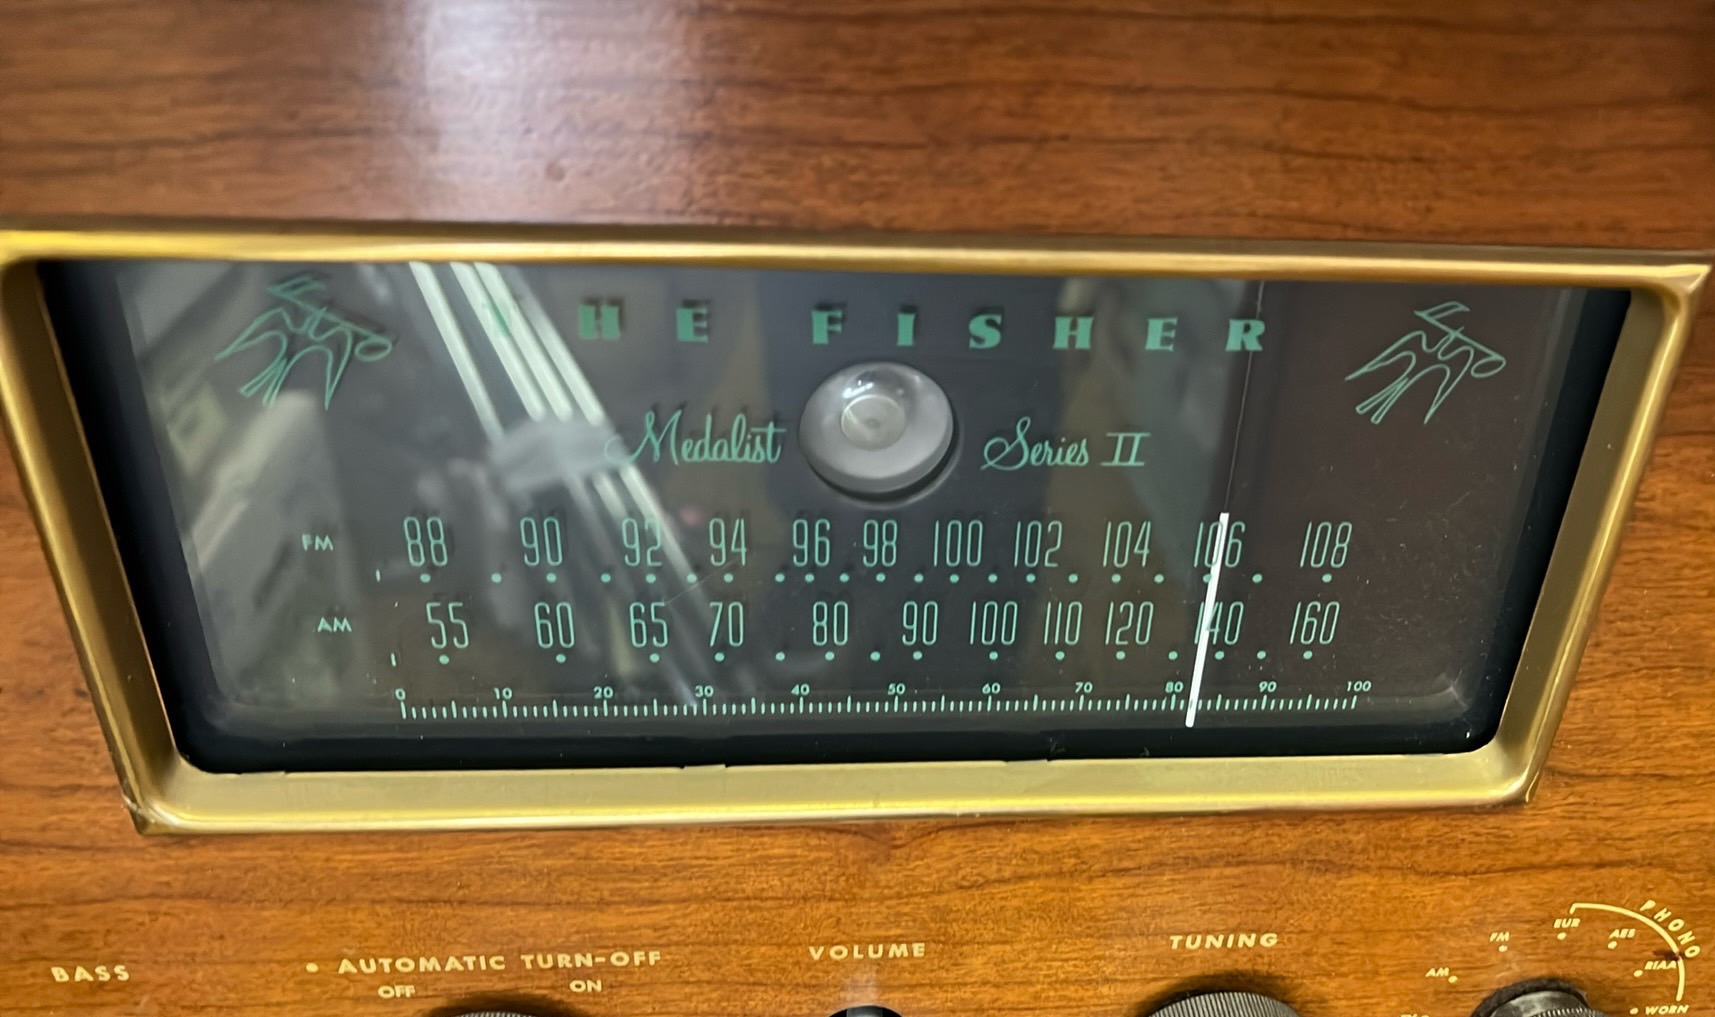 THE FISHER
Medalist Series II
FM 88 90 92 94 96 98 100 102 104 106 108
AM 55 60 65 70 80 90 100 110 120 140 160
0 10 20 30 40 50 60 70 80 90 100
BASS
AUTOMATIC TURN-OFF
OFF ON
VOLUME
TUNING
PHONO
AM FM EUR AES RIAA WORN